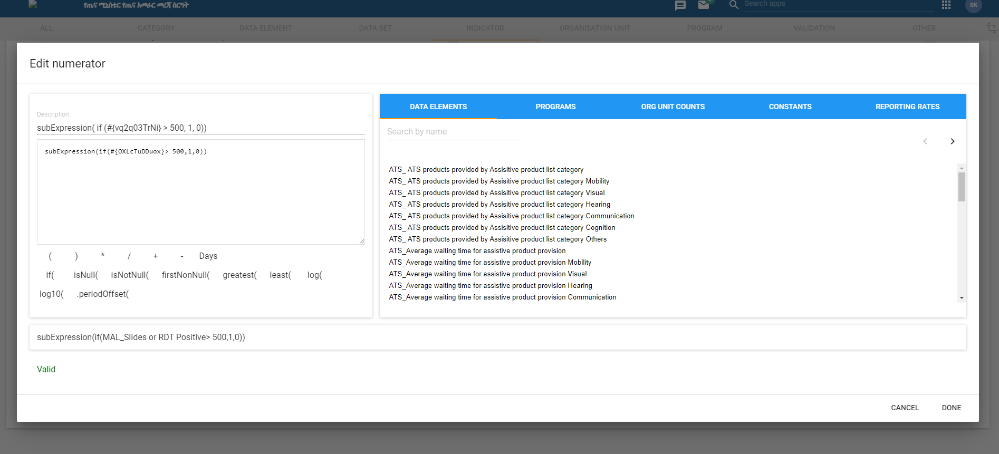 የጤና ሚኒስቴር የጤና አመራር መረጃ ስርዓት
Search apps
SK
ALL CATEGORY DATA ELEMENT DATA SET INDICATOR ORGANISATION UNIT PROGRAM VALIDATION OTHER
Edit numerator
Description
subExpression( if (#{vq2q03TrNi} > 500, 1, 0))
subExpression(if(#{OXLcTuDDuox}> 500,1,0))
( ) * / + - Days
if( isNull( isNotNull( firstNonNull( greatest( least( log(
log10( .periodOffset(
DATA ELEMENTS PROGRAMS ORG UNIT COUNTS CONSTANTS REPORTING RATES
Search by name
ATS_ ATS products provided by Assisitive product list category
ATS_ ATS products provided by Assisitive product list category Mobility
ATS_ ATS products provided by Assisitive product list category Visual
ATS_ ATS products provided by Assisitive product list category Hearing
ATS_ ATS products provided by Assisitive product list category Communication
ATS_ ATS products provided by Assisitive product list category Cognition
ATS_ ATS products provided by Assisitive product list category Others
ATS_Average waiting time for assistive product provision
ATS_Average waiting time for assistive product provision Mobility
ATS_Average waiting time for assistive product provision Visual
ATS_Average waiting time for assistive product provision Hearing
ATS_Average waiting time for assistive product provision Communication
subExpression(if(MAL_Slides or RDT Positive> 500,1,0))
Valid
CANCEL DONE